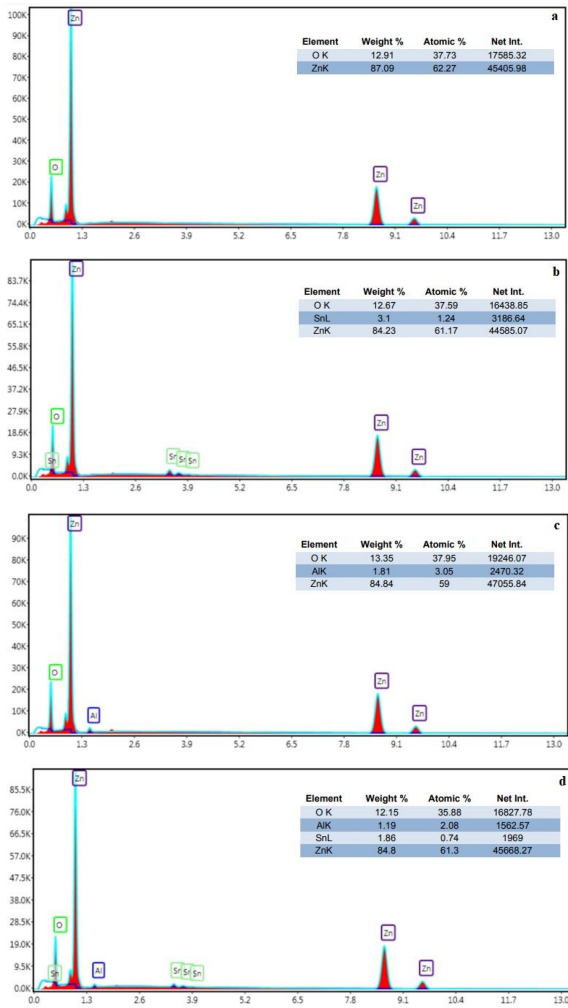 a
100K
90K
80K
70K
60K
50K
40K
30K
20K
10K
0K
Zn
O
Zn
Zn
Element Weight % Atomic % Net Int.
O K 12.91 37.73 17585.32
ZnK 87.09 62.27 45405.98
0.0 1.3 2.6 3.9 5.2 6.5 7.8 9.1 10.4 11.7 13.0
b
83.7K
74.4K
65.1K
55.8K
46.5K
37.2K
27.9K
18.6K
9.3K
0.0K
Zn
O
Sn
Sn Sn Sn
Zn
Zn
Element Weight % Atomic % Net Int.
O K 12.67 37.59 16438.85
SnL 3.1 1.24 3186.64
ZnK 84.23 61.17 44585.07
0.0 1.3 2.6 3.9 5.2 6.5 7.8 9.1 10.4 11.7 13.0
c
90K
80K
70K
60K
50K
40K
30K
20K
10K
0K
Zn
O
Al
Zn
Zn
Element Weight % Atomic % Net Int.
O K 13.35 37.95 19246.07
AlK 1.81 3.05 2470.32
ZnK 84.84 59 47055.84
0.0 1.3 2.6 3.9 5.2 6.5 7.8 9.1 10.4 11.7 13.0
d
85.5K
76.0K
66.5K
57.0K
47.5K
38.0K
28.5K
19.0K
9.5K
0.0K
Zn
O
Sn
Al
Sn Sn Sn
Zn
Zn
Element Weight % Atomic % Net Int.
O K 12.15 35.88 16827.78
AlK 1.19 2.08 1562.57
SnL 1.86 0.74 1969
ZnK 84.8 61.3 45668.27
0.0 1.3 2.6 3.9 5.2 6.5 7.8 9.1 10.4 11.7 13.0